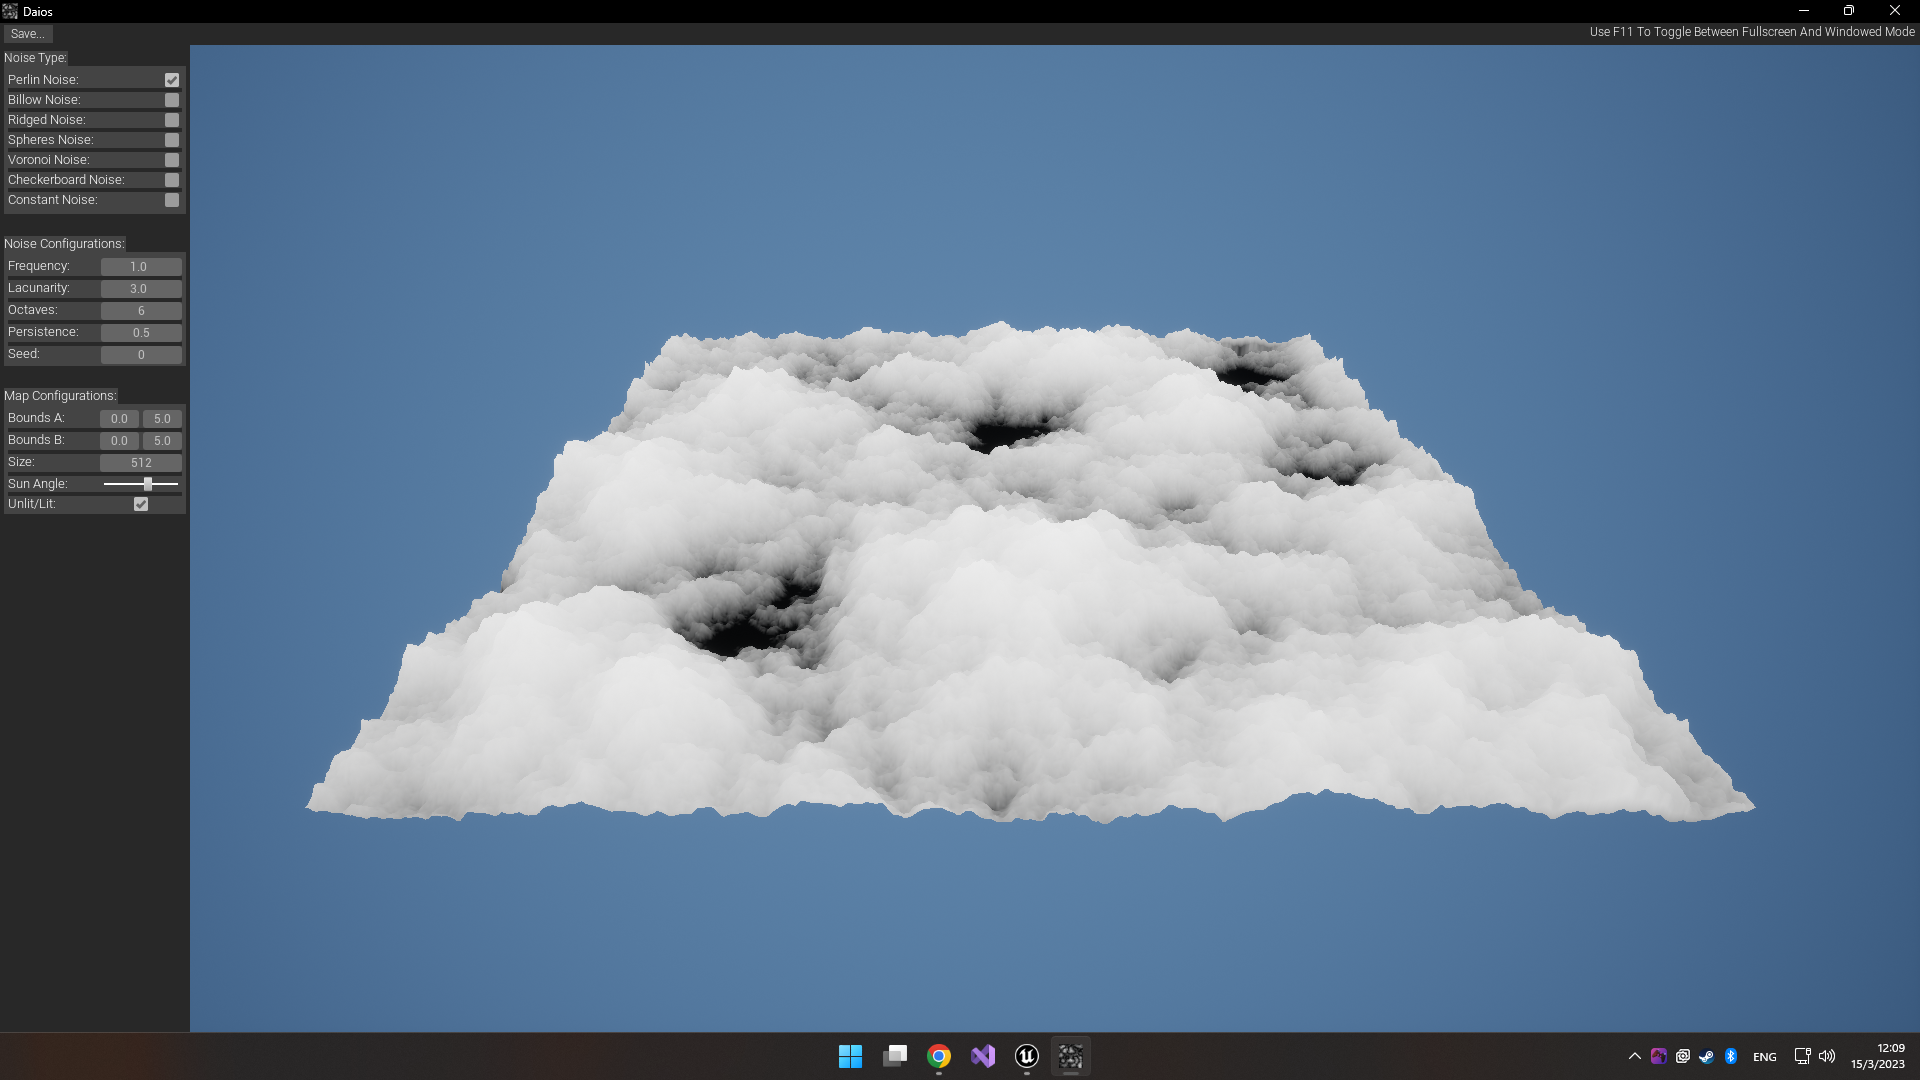 Daios
Save...
Use F11 To Toggle Between Fullscreen And Windowed Mode
Noise Type:
Perlin Noise:
Billow Noise:
Ridged Noise:
Spheres Noise:
Voronoi Noise:
Checkerboard Noise:
Constant Noise:
Noise Configurations:
Frequency: 1.0
Lacunarity: 3.0
Octaves: 6
Persistence: 0.5
Seed: 0
Map Configurations:
Bounds A: 0.0 5.0
Bounds B: 0.0 5.0
Size: 512
Sun Angle:
Unlit/Lit:
ENG
12:09
15/3/2023